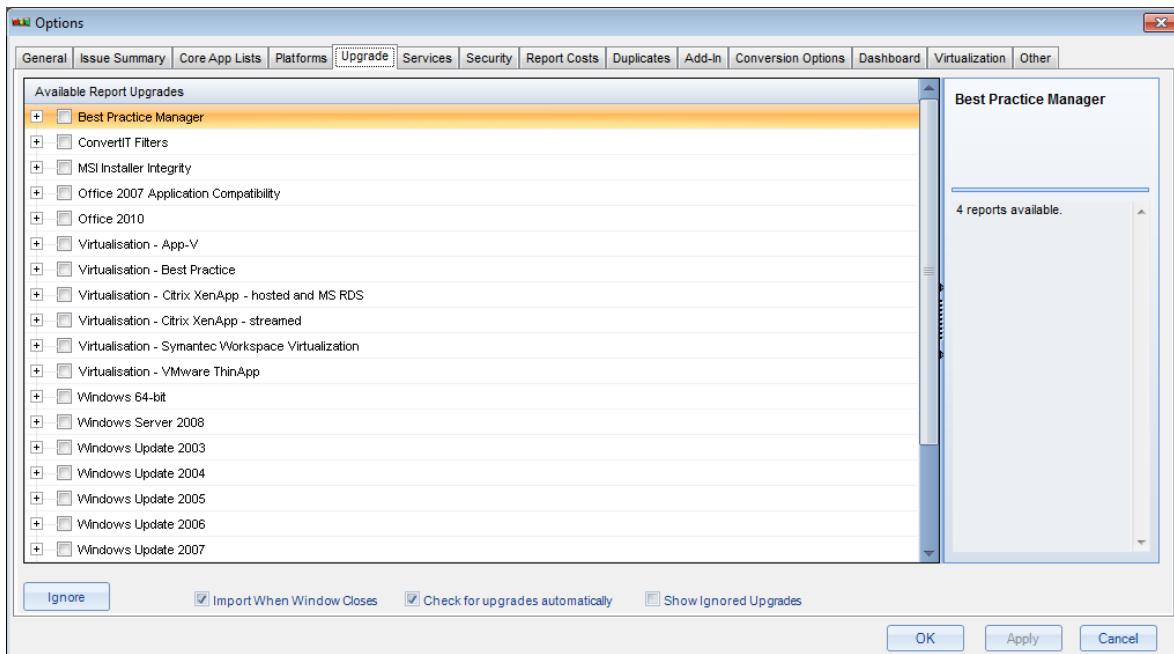 Options
General Issue Summary Core App Lists Platforms Upgrade Services Security Report Costs Duplicates Add-In Conversion Options Dashboard Virtualization Other
Available Report Upgrades
Best Practice Manager
ConvertIT Filters
MSI Installer Integrity
Office 2007 Application Compatibility
Office 2010
Virtualisation - App-V
Virtualisation - Best Practice
Virtualisation - Citrix XenApp - hosted and MS RDS
Virtualisation - Citrix XenApp - streamed
Virtualisation - Symantec Workspace Virtualization
Virtualisation - VMware ThinApp
Windows 64-bit
Windows Server 2008
Windows Update 2003
Windows Update 2004
Windows Update 2005
Windows Update 2006
Windows Update 2007
Best Practice Manager
4 reports available.
Ignore Import When Window Closes Check for upgrades automatically Show Ignored Upgrades
OK Apply Cancel